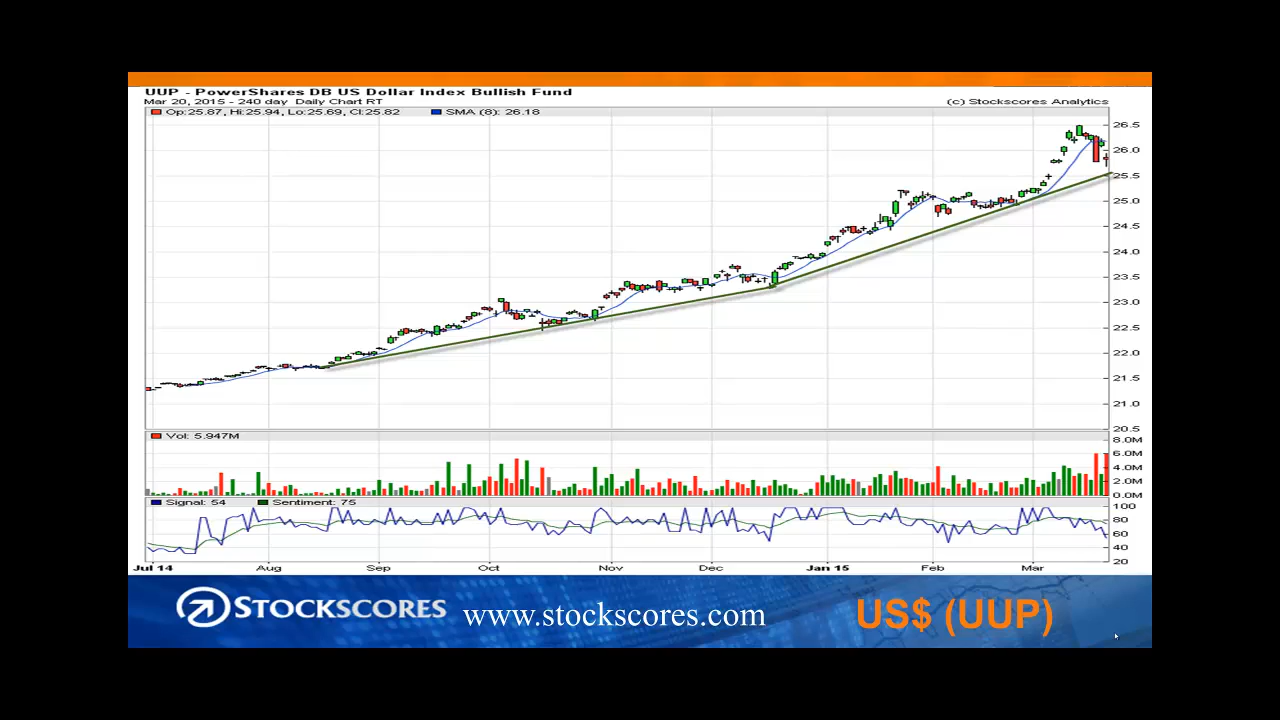 UUP - PowerShares DB US Dollar Index Bullish Fund
Mar 20, 2015 - 240 day Daily Chart RT
(c) Stockscores Analytics
Op:25.87, Hi:25.94, Lo:25.69, Cl:25.82
SMA (8): 26.18
26.5
26.0
25.5
25.0
24.5
24.0
23.5
23.0
22.5
22.0
21.5
21.0
20.5
Vol: 5.947M
8.0M
6.0M
4.0M
2.0M
0.0M
Signal: 54
Sentiment: 75
100
80
60
40
20
Jul 14 Aug Sep Oct Nov Dec Jan 15 Feb Mar
STOCKSCORES
www.stockscores.com
US$ (UUP)